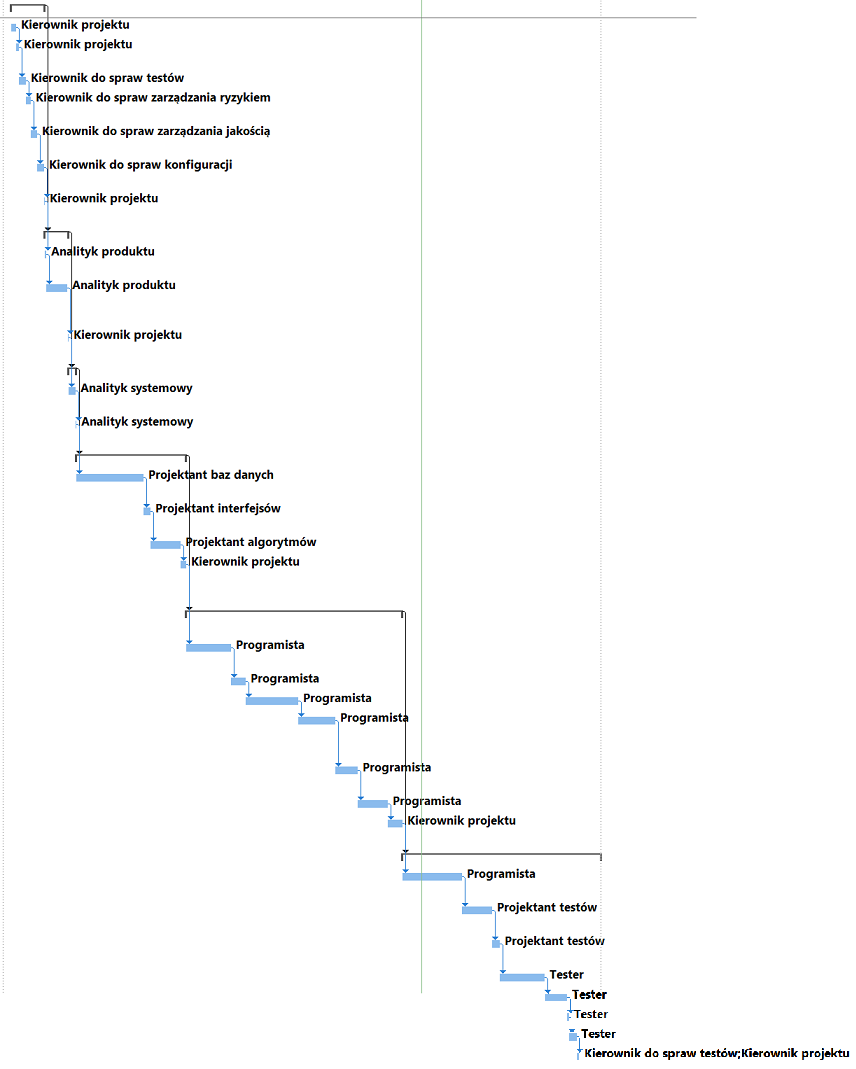 Kierownik projektu
Kierownik projektu
Kierownik do spraw testów
Kierownik do spraw zarządzania ryzykiem
Kierownik do spraw zarządzania jakością
Kierownik do spraw konfiguracji
Kierownik projektu
Analityk produktu
Analityk produktu
Kierownik projektu
Analityk systemowy
Analityk systemowy
Projektant baz danych
Projektant interfejsów
Projektant algorytmów
Kierownik projektu
Programista
Programista
Programista
Programista
Programista
Programista
Kierownik projektu
Programista
Projektant testów
Projektant testów
Tester
Tester
Tester
Tester
Kierownik do spraw testów;Kierownik projektu